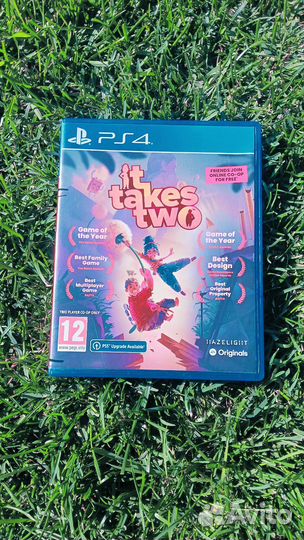 PS4
it
takes
two
FRIENDS JOIN
ONLINE CO-OP
FOR FREE*
Game of
the Year
Game of
the Year
Best Family
Game
Best
Design
Best
Multiplayer
Game
Best
Original
Property
TWO PLAYER CO-OP ONLY
12
www.pegi.info
PS5™ Upgrade Available*
HAZELIGHT
EA Originals
Avito